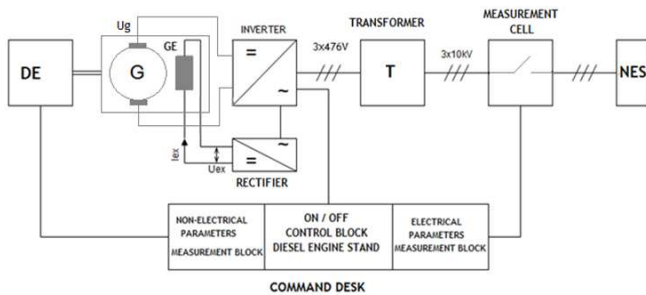 Ug
DE
G
GE
INVERTER
=
~
3x476V
TRANSFORMER
T
3x10kV
MEASUREMENT
CELL
NES
Iex
Uex
~
=
RECTIFIER
NON-ELECTRICAL
PARAMETERS
MEASUREMENT BLOCK
ON / OFF
CONTROL BLOCK
DIESEL ENGINE STAND
ELECTRICAL
PARAMETERS
MEASUREMENT BLOCK
COMMAND DESK